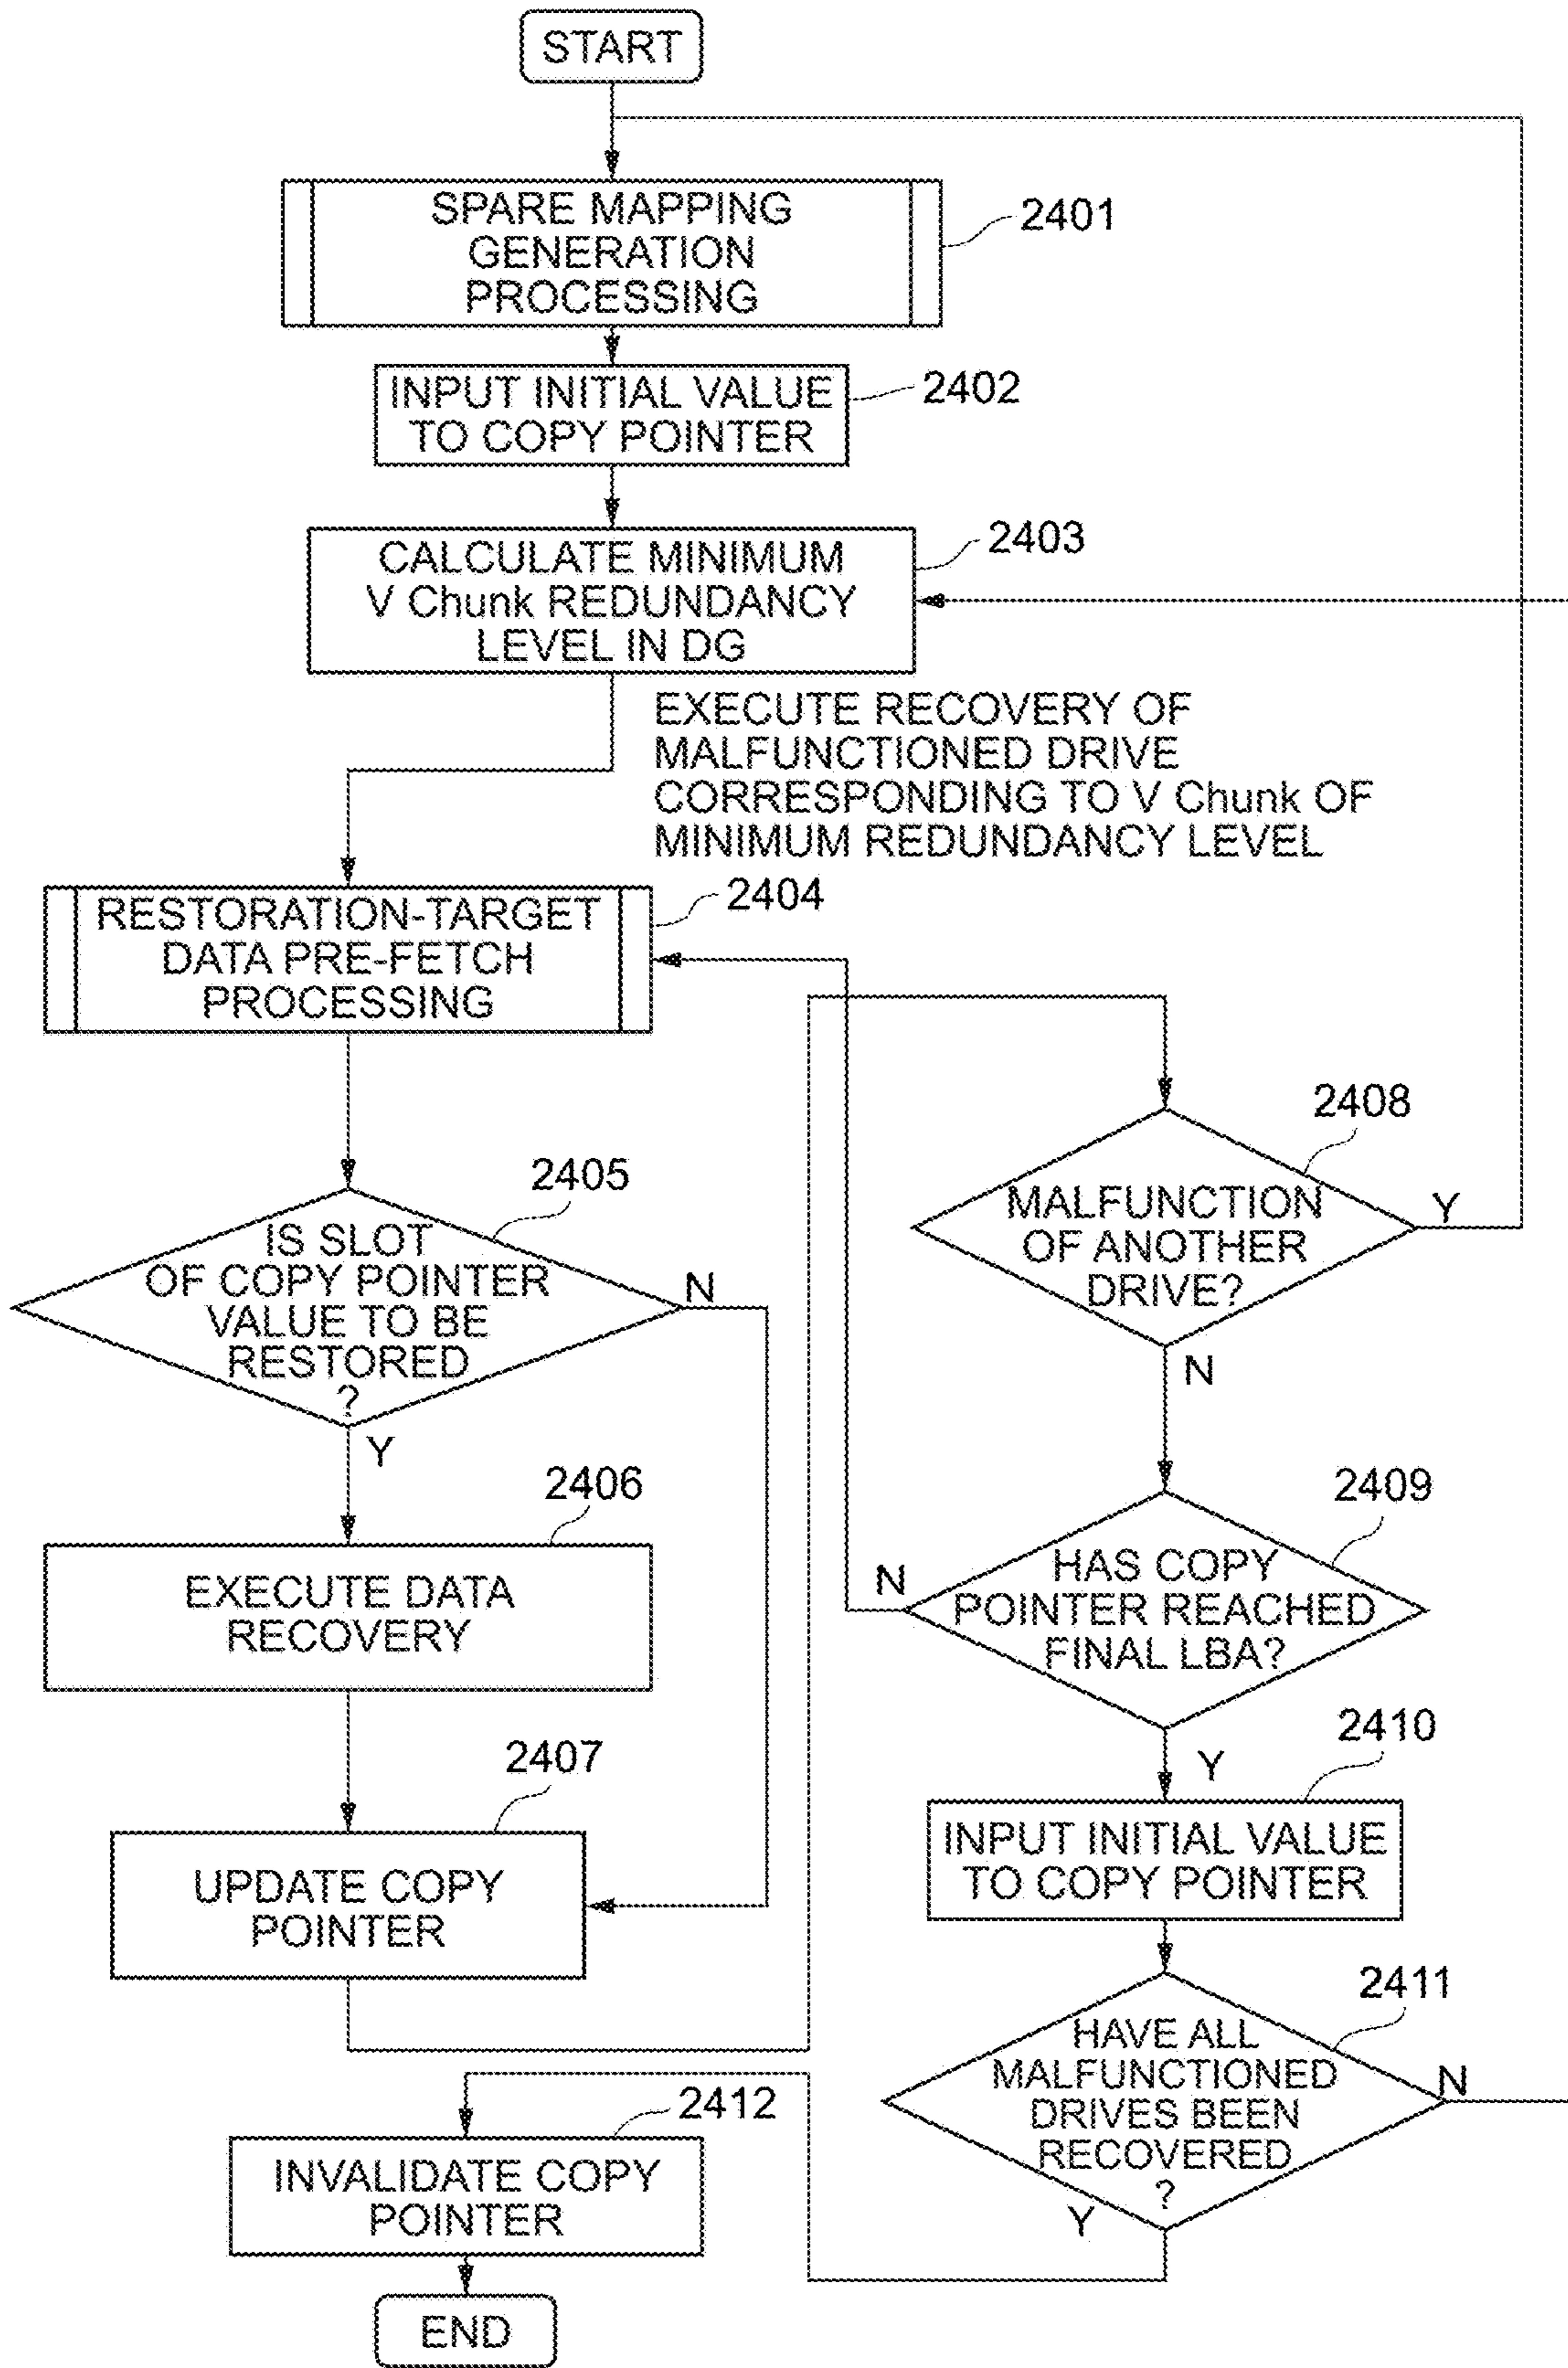 START
SPARE MAPPING
GENERATION
PROCESSING
2401
INPUT INITIAL VALUE
TO COPY POINTER
2402
CALCULATE MINIMUM
V Chunk REDUNDANCY
LEVEL IN DG
2403
EXECUTE RECOVERY OF
MALFUNCTIONED DRIVE
CORRESPONDING TO V Chunk OF
MINIMUM REDUNDANCY LEVEL
RESTORATION-TARGET
DATA PRE-FETCH
PROCESSING
2404
IS SLOT
OF COPY POINTER
VALUE TO BE
RESTORED
?
2405
N
Y
EXECUTE DATA
RECOVERY
2406
UPDATE COPY
POINTER
2407
MALFUNCTION
OF ANOTHER
DRIVE?
2408
Y
N
HAS COPY
POINTER REACHED
FINAL LBA?
2409
N
Y
INPUT INITIAL VALUE
TO COPY POINTER
2410
HAVE ALL
MALFUNCTIONED
DRIVES BEEN
RECOVERED
?
2411
N
Y
INVALIDATE COPY
POINTER
2412
END